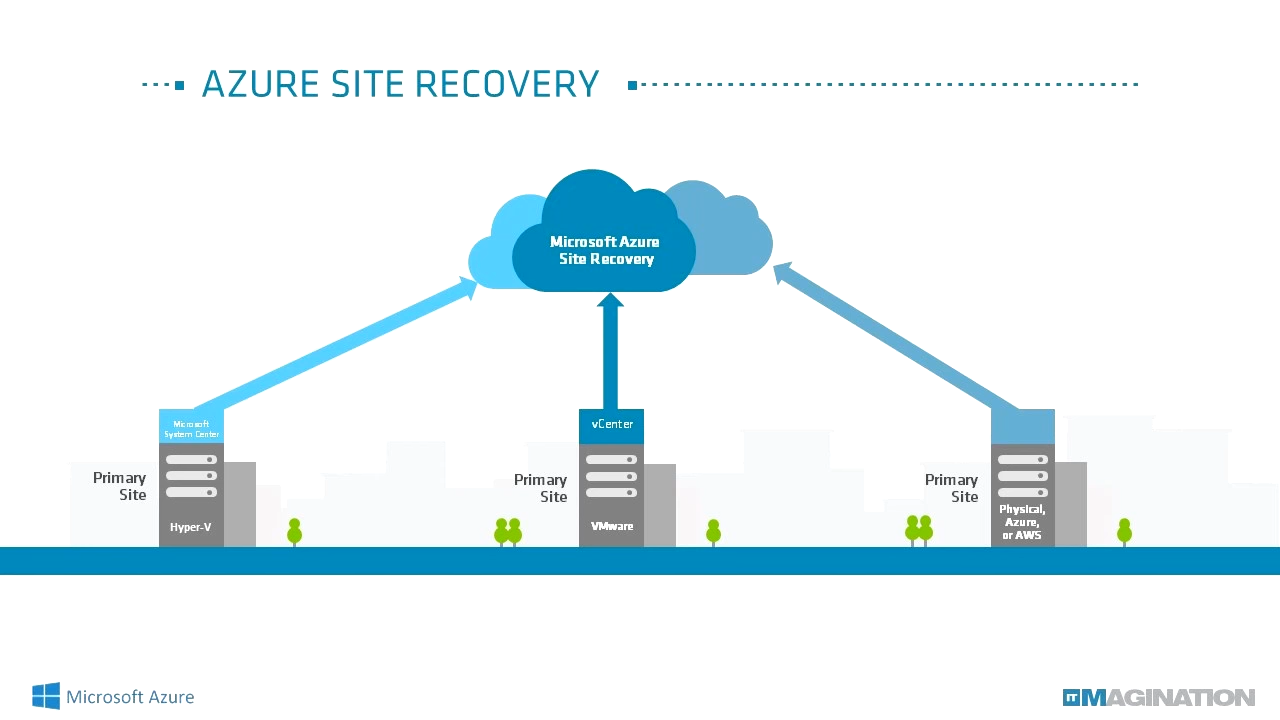 AZURE SITE RECOVERY
Microsoft Azure
Site Recovery
Microsoft
System Center
Primary
Site
Hyper-V
vCenter
Primary
Site
VMware
Primary
Site
Physical,
Azure,
or AWS
Microsoft Azure
ITMAGINATION